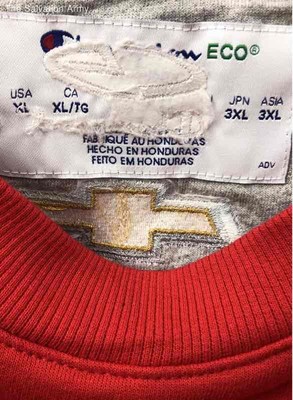 The Salvation Army
Champion ECO®
USA CA JPN ASIA
XL XL/TG 3XL 3XL
FABRIQUÉ AU HONDURAS
HECHO EN HONDURAS
FEITO EM HONDURAS
ADV